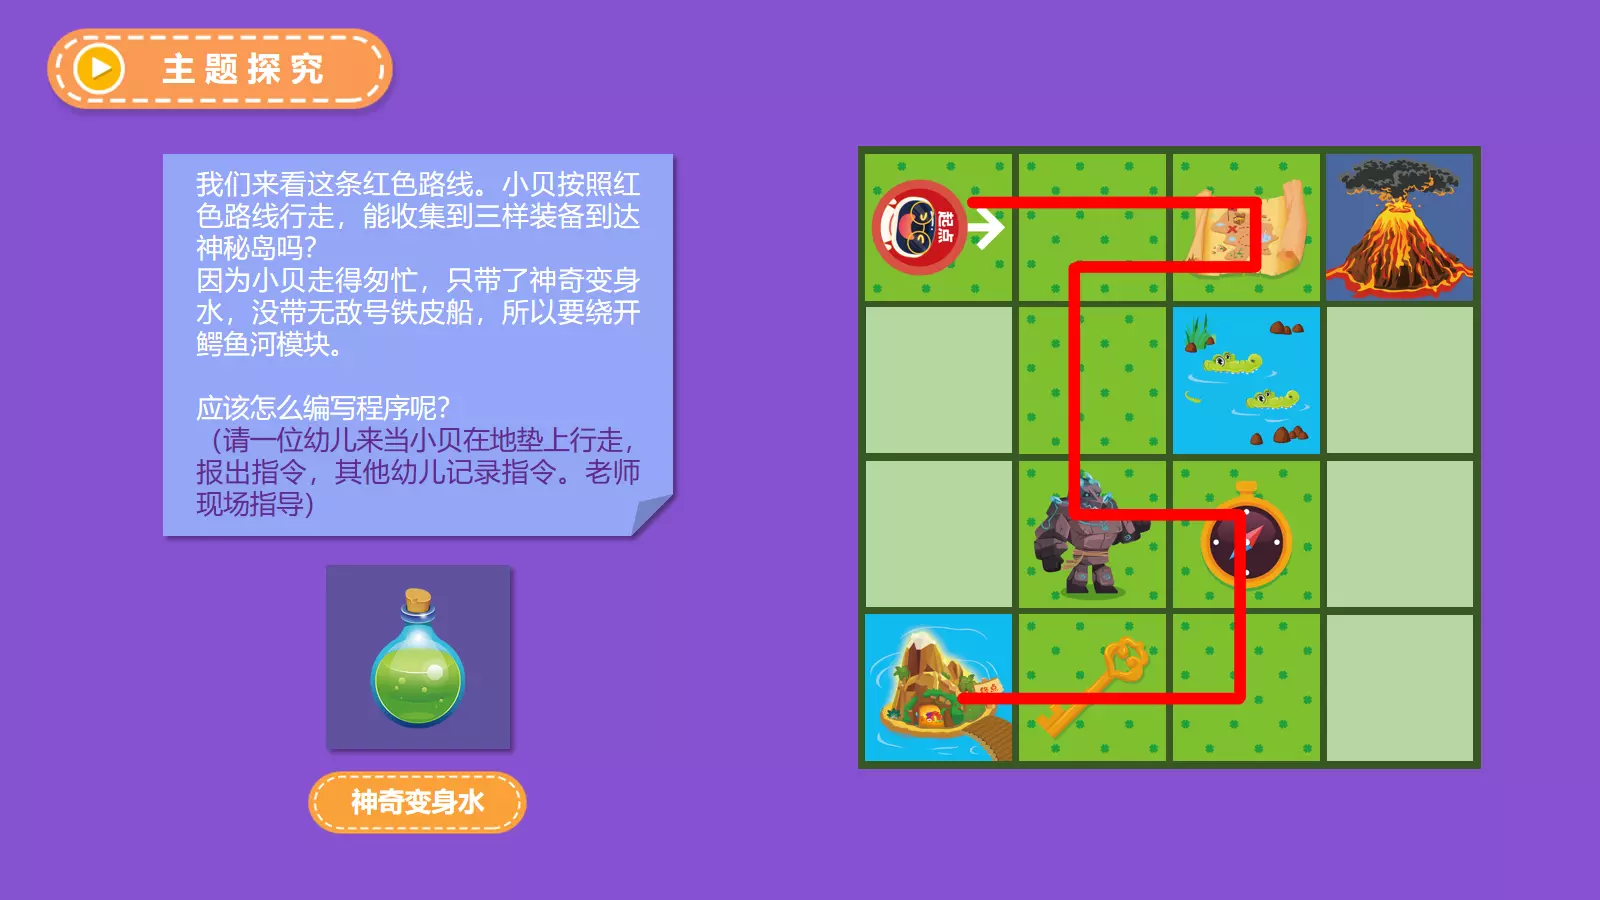 主题探究
我们来看这条红色路线。小贝按照红
色路线行走，能收集到三样装备到达
神秘岛吗？
因为小贝走得匆忙，只带了神奇变身
水，没带无敌号铁皮船，所以要绕开
鳄鱼河模块。
应该怎么编写程序呢？
（请一位幼儿来当小贝在地垫上行走，
报出指令，其他幼儿记录指令。老师
现场指导）
起点
终点
神奇变身水